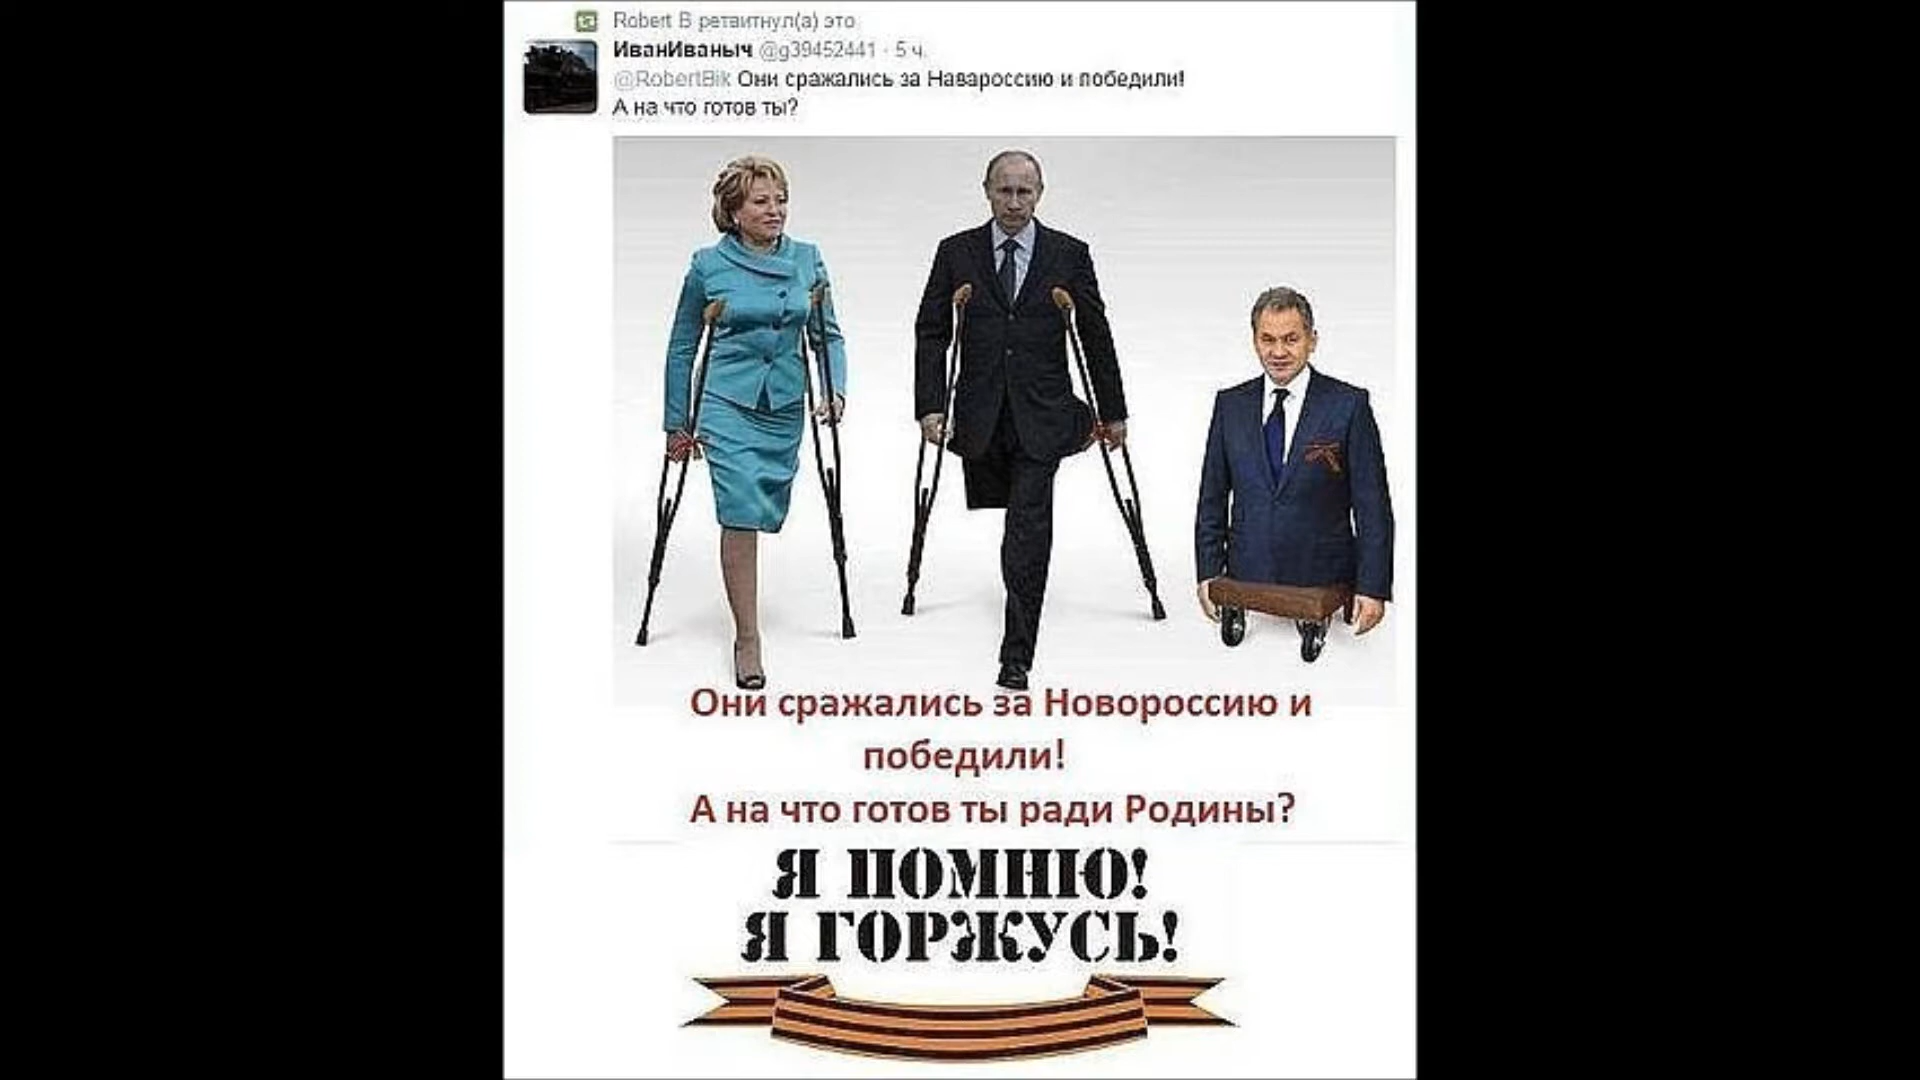 Robert B ретвитнул(а) это
ИванИваныч @g39452441 · 5 ч.
@RobertBik Они сражались за Навароссию и победили!
А на что готов ты?
Они сражались за Новороссию и
победили!
А на что готов ты ради Родины?
Я ПОМНЮ!
Я ГОРЖУСЬ!